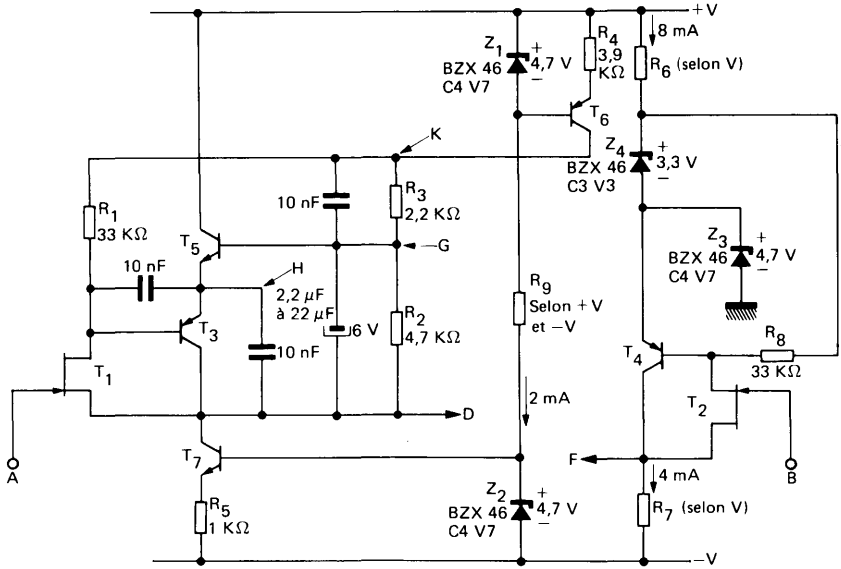 +V
Z1
BZX 46
C4 V7
+
4,7 V
−
R4
3,9
KΩ
8 mA
R6 (selon V)
T6
K
Z4
BZX 46
C3 V3
+
3,3 V
−
10 nF
R3
2,2 KΩ
R1
33 KΩ
T5
G
Z3
BZX 46
C4 V7
+
4,7 V
−
10 nF
H
2,2 µF
à 22 µF
6 V
R2
4,7 KΩ
R9
Selon +V
et −V
T3
10 nF
T4
R8
33 KΩ
T1
T2
D
2 mA
A
T7
F
B
4 mA
Z2
BZX 46
C4 V7
+
4,7 V
−
R5
1 KΩ
R7 (selon V)
−V